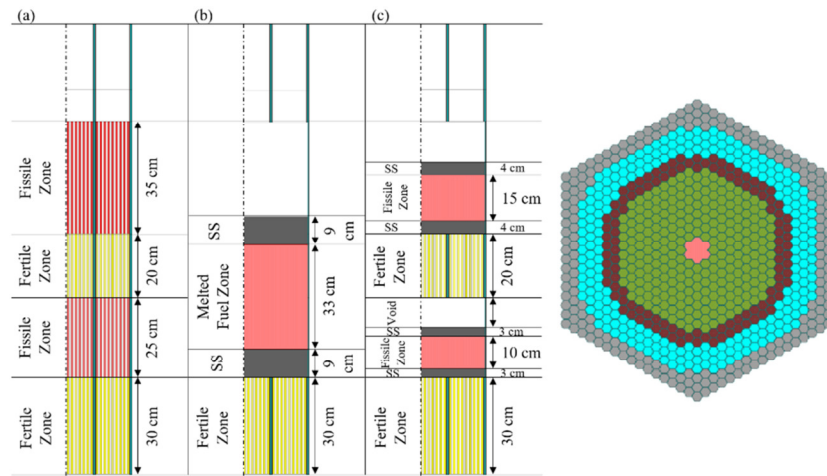 (a)
Fissile
Zone
35 cm
Fertile
Zone
20 cm
Fissile
Zone
25 cm
Fertile
Zone
30 cm
(b)
SS
9
cm
Melted
Fuel Zone
33 cm
SS
9
cm
Fertile
Zone
30 cm
(c)
SS
4 cm
Fissile
Zone
15 cm
SS
4 cm
Fertile
Zone
20 cm
Void
SS
3 cm
Fissile
Zone
10 cm
SS
3 cm
Fertile
Zone
30 cm